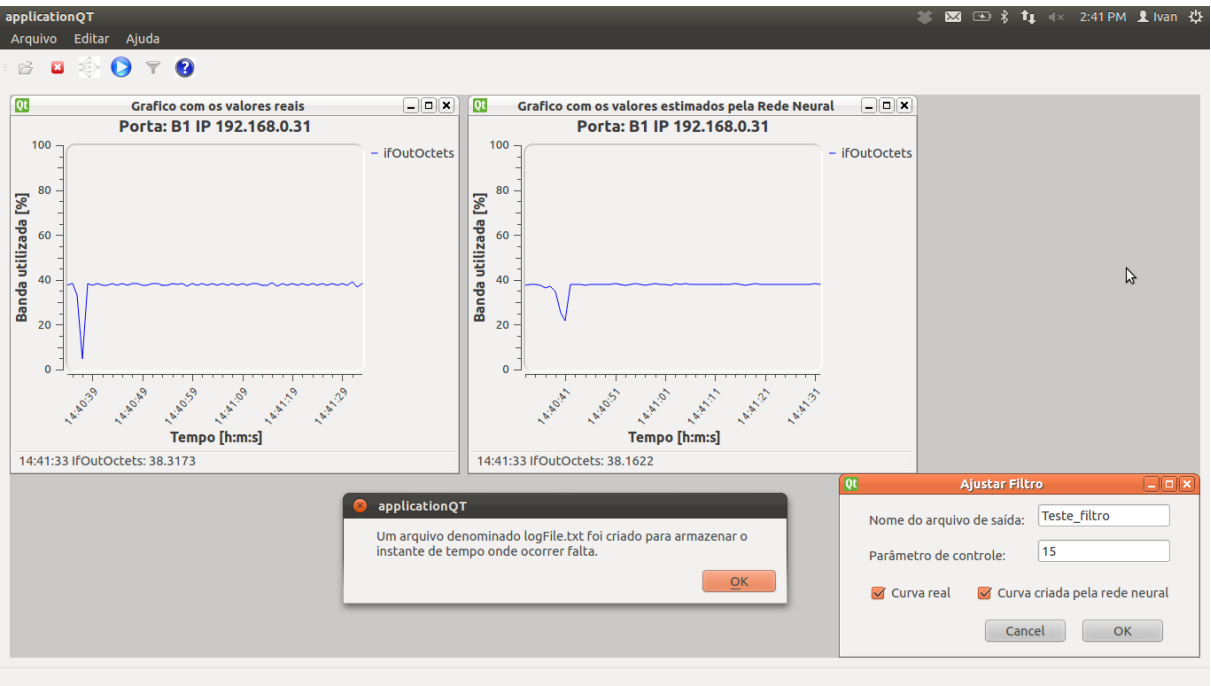 applicationQT
2:41 PM Ivan
Arquivo Editar Ajuda
Qt Grafico com os valores reais
Porta: B1 IP 192.168.0.31
100
80
60
40
20
0
Banda utilizada [%]
ifOutOctets
14:40:39 14:40:49 14:40:59 14:41:09 14:41:19 14:41:29
Tempo [h:m:s]
14:41:33 IfOutOctets: 38.3173
Qt Grafico com os valores estimados pela Rede Neural
Porta: B1 IP 192.168.0.31
100
80
60
40
20
0
Banda utilizada [%]
ifOutOctets
14:40:41 14:40:51 14:41:01 14:41:11 14:41:21 14:41:31
Tempo [h:m:s]
14:41:33 IfOutOctets: 38.1622
applicationQT
Um arquivo denominado logFile.txt foi criado para armazenar o
instante de tempo onde ocorrer falta.
OK
Qt Ajustar Filtro
Nome do arquivo de saída: Teste_filtro
Parâmetro de controle: 15
Curva real Curva criada pela rede neural
Cancel OK